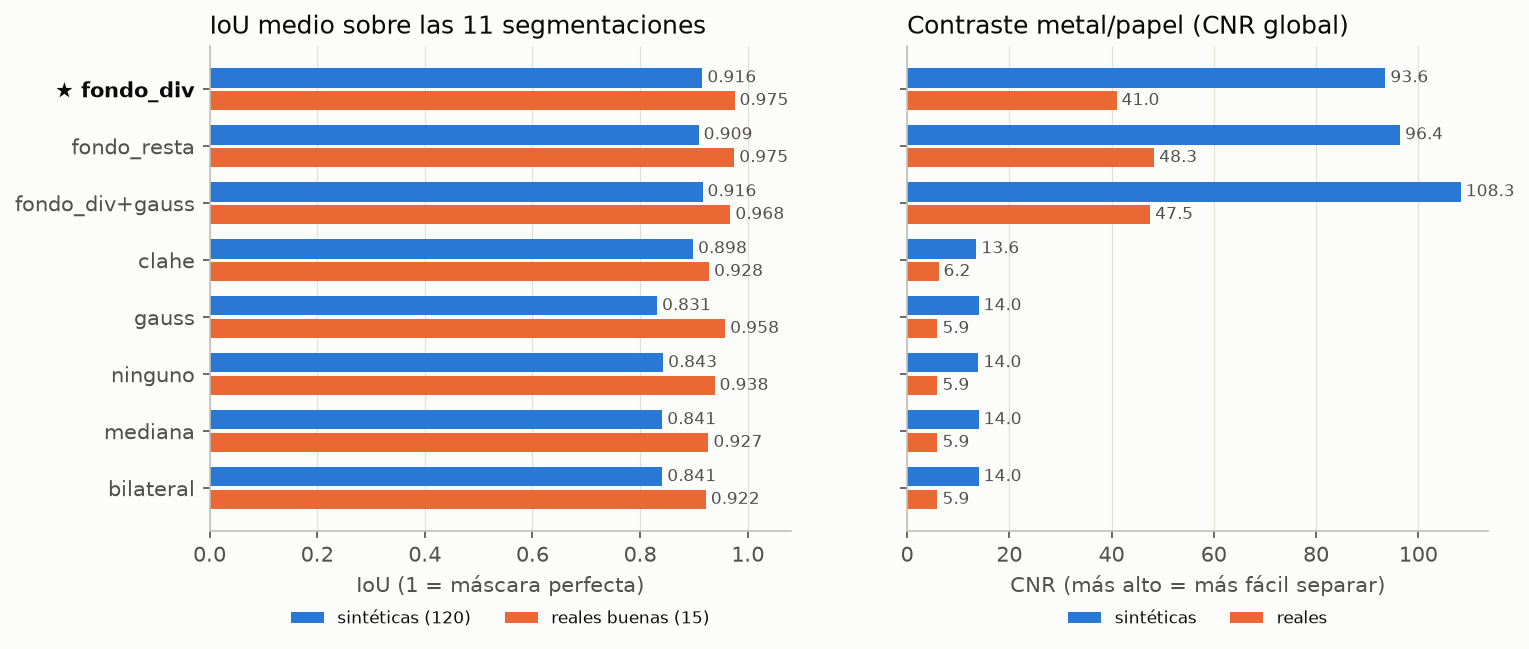 IoU medio sobre las 11 segmentaciones
★ fondo_div
0.916
0.975
fondo_resta
0.909
0.975
fondo_div+gauss
0.916
0.968
clahe
0.898
0.928
gauss
0.831
0.958
ninguno
0.843
0.938
mediana
0.841
0.927
bilateral
0.841
0.922
0.0 0.2 0.4 0.6 0.8 1.0
IoU (1 = máscara perfecta)
sintéticas (120) reales buenas (15)
Contraste metal/papel (CNR global)
93.6
41.0
96.4
48.3
108.3
47.5
13.6
6.2
14.0
5.9
14.0
5.9
14.0
5.9
14.0
5.9
0 20 40 60 80 100
CNR (más alto = más fácil separar)
sintéticas reales